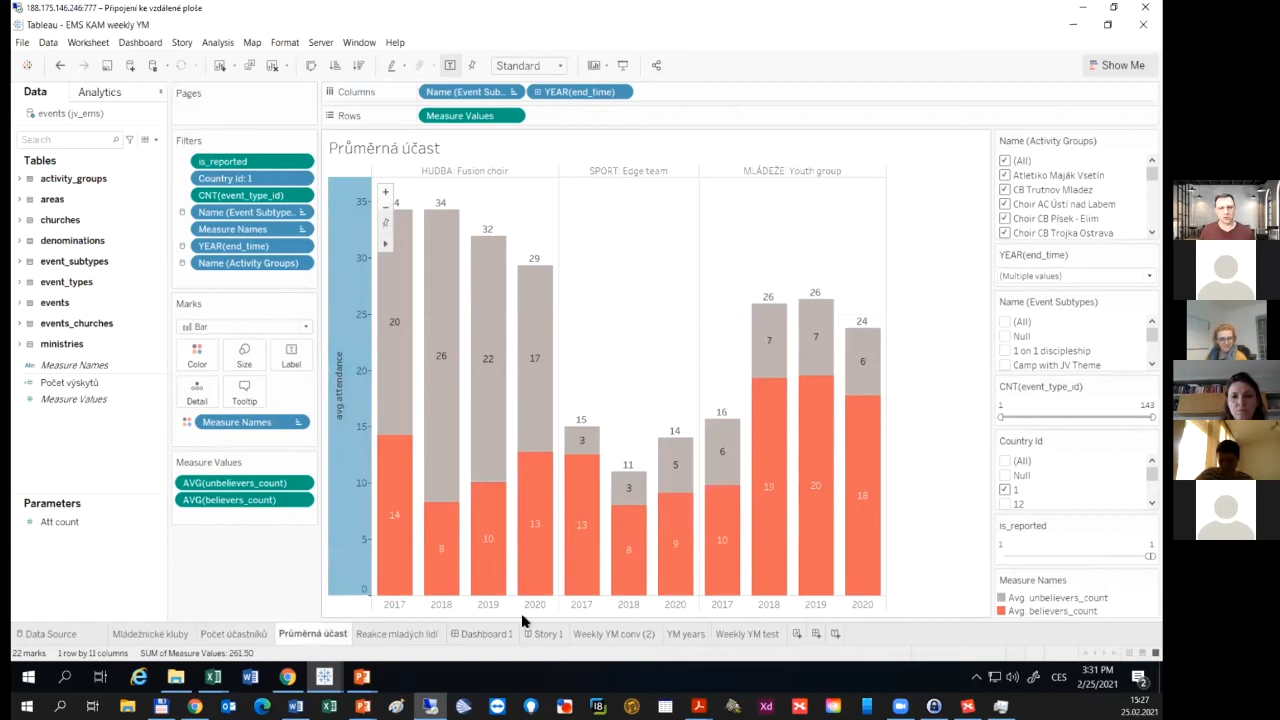 188.175.146.246:777 – Připojení ke vzdálené ploše
Tableau - EMS KAM weekly YM
File Data Worksheet Dashboard Story Analysis Map Format Server Window Help
Standard
Show Me
Data Analytics
events (jv_ems)
Search
Tables
activity_groups
areas
churches
denominations
event_subtypes
event_types
events
events_churches
ministries
Abc Measure Names
Počet výskytů
Measure Values
Parameters
Att count
Pages
Filters
is_reported
Country Id: 1
CNT(event_type_id)
Name (Event Subtype..
Measure Names
YEAR(end_time)
Name (Activity Groups)
Marks
Bar
Color Size Label
Detail Tooltip
Measure Names
Measure Values
AVG(unbelievers_count)
AVG(believers_count)
Columns Name (Event Sub.. YEAR(end_time)
Rows Measure Values
Průměrná účast
HUDBA: Fusion choir SPORT: Edge team MLÁDEŽE: Youth group
avg attendance
35
30
25
20
15
10
5
0
4 34 32 29 15 11 14 16 26 26 24
20 26 22 17 3 3 5 6 7 7 6
14 8 10 13 13 8 9 10 19 20 18
2017 2018 2019 2020 2017 2018 2020 2017 2018 2019 2020
Name (Activity Groups)
(All)
Atletiko Maják Vsetín
CB Trutnov Mladez
Choir AC Ústí nad Labem
Choir CB Písek - Elim
Choir CB Trojka Ostrava
YEAR(end_time)
(Multiple values)
Name (Event Subtypes)
(All)
Null
1 on 1 discipleship
Camp with JV Theme
CNT(event_type_id)
1 143
Country Id
(All)
Null
1
12
is_reported
1 1
Measure Names
Avg. unbelievers_count
Avg. believers_count
Data Source Mládežnické kluby Počet účastníků Průměrná účast Reakce mladých lidí Dashboard 1 Story 1 Weekly YM conv (2) YM years Weekly YM test
22 marks 1 row by 11 columns SUM of Measure Values: 261.50
CES
3:31 PM
2/25/2021
2
15:27
25.02.2021